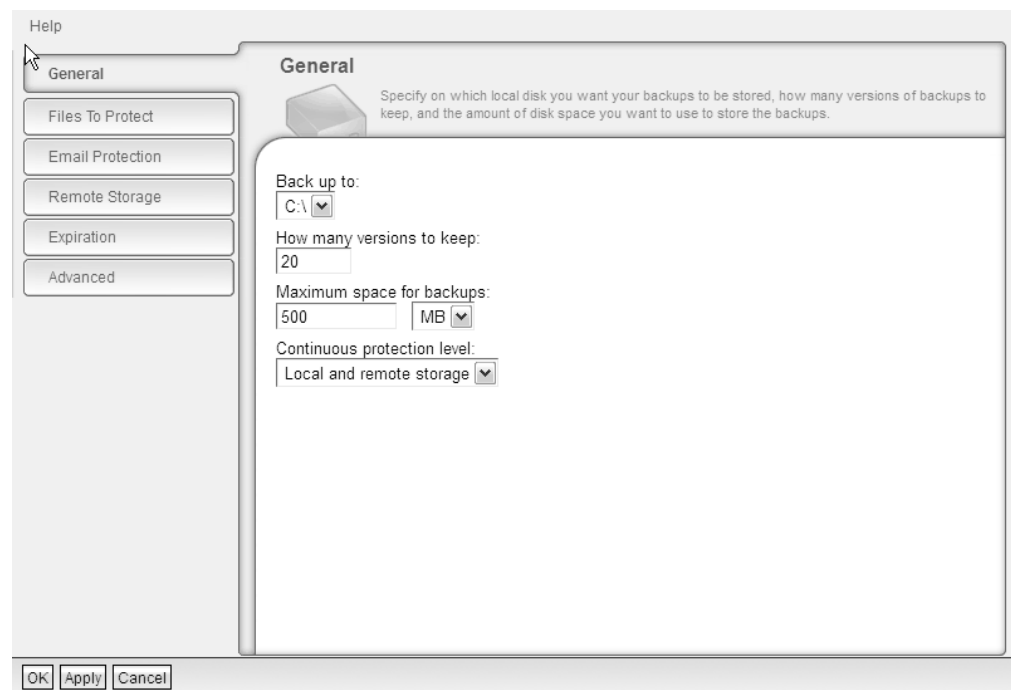 Help
General
Files To Protect
Email Protection
Remote Storage
Expiration
Advanced
General
Specify on which local disk you want your backups to be stored, how many versions of backups to
keep, and the amount of disk space you want to use to store the backups.
Back up to:
C:\
How many versions to keep:
20
Maximum space for backups:
500 MB
Continuous protection level:
Local and remote storage
OK Apply Cancel